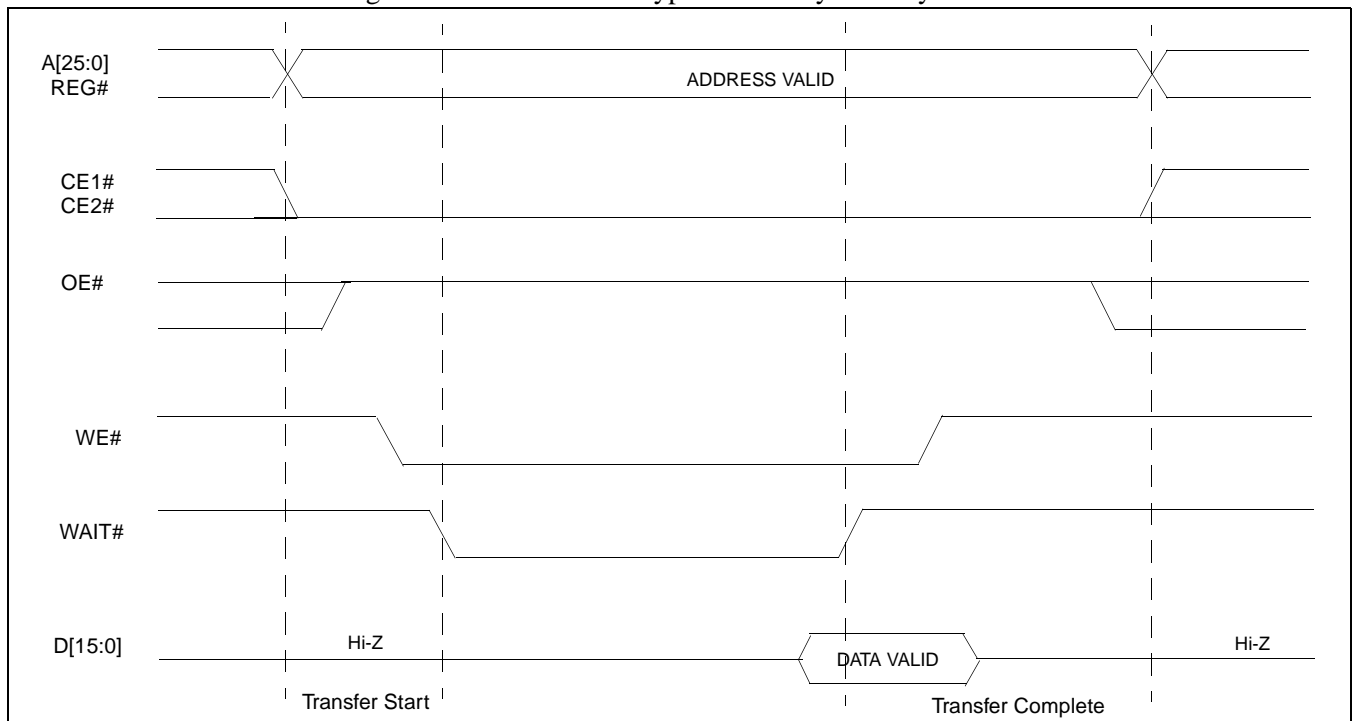 A[25:0]
REG#
ADDRESS VALID
CE1#
CE2#
OE#
WE#
WAIT#
D[15:0]
Hi-Z
DATA VALID
Hi-Z
Transfer Start
Transfer Complete